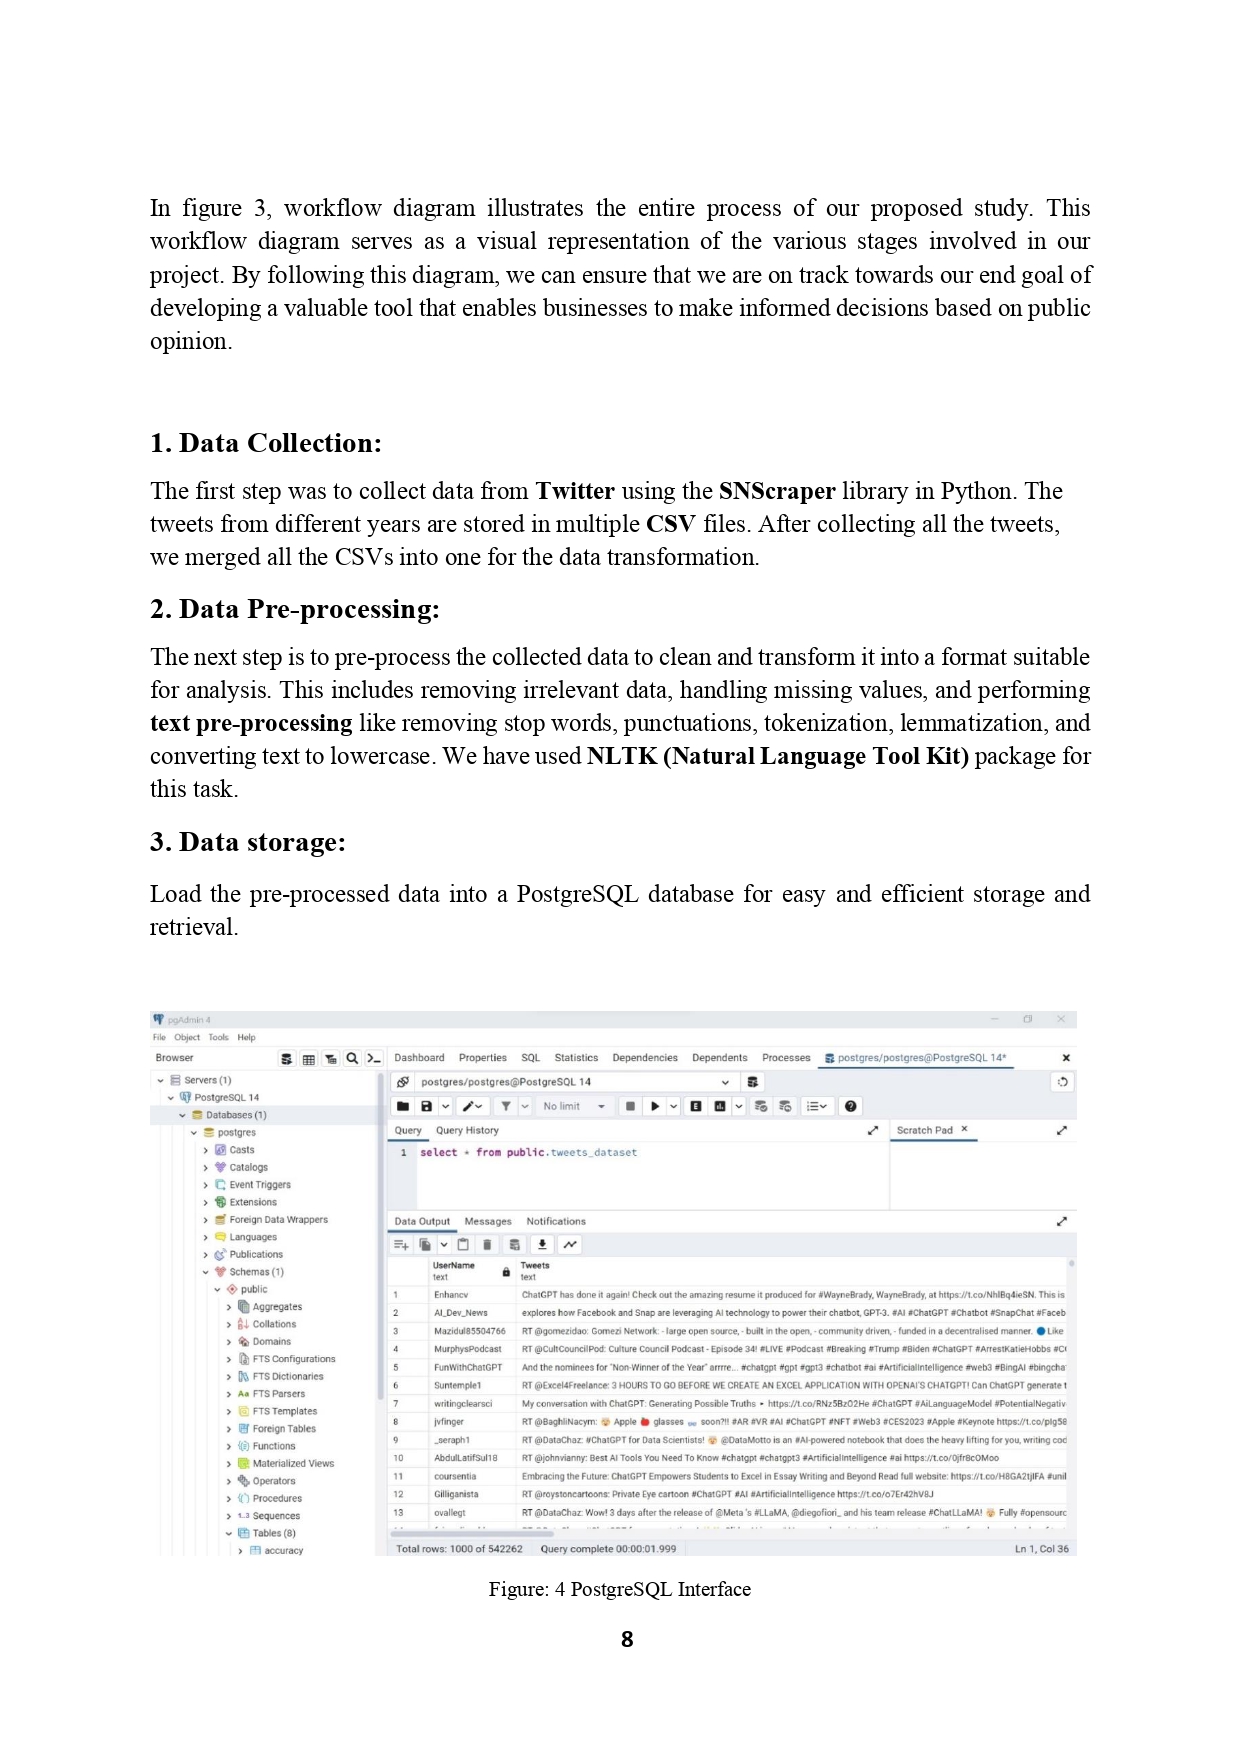 In figure 3, workflow diagram illustrates the entire process of our proposed study. This
workflow diagram serves as a visual representation of the various stages involved in our
project. By following this diagram, we can ensure that we are on track towards our end goal of
developing a valuable tool that enables businesses to make informed decisions based on public
opinion.
1. Data Collection:
The first step was to collect data from Twitter using the SNScraper library in Python. The
tweets from different years are stored in multiple CSV files. After collecting all the tweets,
we merged all the CSVs into one for the data transformation.
2. Data Pre-processing:
The next step is to pre-process the collected data to clean and transform it into a format suitable
for analysis. This includes removing irrelevant data, handling missing values, and performing
text pre-processing like removing stop words, punctuations, tokenization, lemmatization, and
converting text to lowercase. We have used NLTK (Natural Language Tool Kit) package for
this task.
3. Data storage:
Load the pre-processed data into a PostgreSQL database for easy and efficient storage and
retrieval.
pgAdmin 4
File Object Tools Help
Browser
Servers (1)
PostgreSQL 14
Databases (1)
postgres
Casts
Catalogs
Event Triggers
Extensions
Foreign Data Wrappers
Languages
Publications
Schemas (1)
public
Aggregates
Collations
Domains
FTS Configurations
FTS Dictionaries
FTS Parsers
FTS Templates
Foreign Tables
Functions
Materialized Views
Operators
Procedures
1..3 Sequences
Tables (8)
accuracy
Dashboard Properties SQL Statistics Dependencies Dependents Processes postgres/postgres@PostgreSQL 14*
postgres/postgres@PostgreSQL 14
No limit
Query Query History
Scratch Pad
1 select * from public.tweets_dataset
Data Output Messages Notifications
UserName Tweets
text text
1 Enhancv ChatGPT has done it again! Check out the amazing resume it produced for #WayneBrady, WayneBrady, at https://t.co/NhlBq4ieSN. This is
2 AI_Dev_News explores how Facebook and Snap are leveraging AI technology to power their chatbot, GPT-3. #AI #ChatGPT #Chatbot #SnapChat #Faceb
3 Mazidul85504766 RT @gomezidao: Gomezi Network: - large open source, - built in the open, - community driven, - funded in a decentralised manner. 🔵 Like
4 MurphysPodcast RT @CultCouncilPod: Culture Council Podcast - Episode 34! #LIVE #Podcast #Breaking #Trump #Biden #ChatGPT #ArrestKatieHobbs #C
5 FunWithChatGPT And the nominees for "Non-Winner of the Year" arrrre... #chatgpt #gpt #gpt3 #chatbot #ai #ArtificialIntelligence #web3 #BingAI #bingcha
6 Suntemple1 RT @Excel4Freelance: 3 HOURS TO GO BEFORE WE CREATE AN EXCEL APPLICATION WITH OPENAI'S CHATGPT! Can ChatGPT generate t
7 writingclearsci My conversation with ChatGPT: Generating Possible Truths ▸ https://t.co/RNz5BzO2He #ChatGPT #AiLanguageModel #PotentialNegativ
8 jvfinger RT @BaghliNacym: 🤯 Apple 🍎 glasses 👓 soon?!! #AR #VR #AI #ChatGPT #NFT #Web3 #CES2023 #Apple #Keynote https://t.co/plg58
9 _seraph1 RT @DataChaz: #ChatGPT for Data Scientists! 🤯 @DataMotto is an #AI-powered notebook that does the heavy lifting for you, writing cod
10 AbdulLatifSul18 RT @johnvianny: Best AI Tools You Need To Know #chatgpt #chatgpt3 #ArtificialIntelligence #ai https://t.co/0jfr8cOMoo
11 coursentia Embracing the Future: ChatGPT Empowers Students to Excel in Essay Writing and Beyond Read full website: https://t.co/H8GA2tjIFA #unil
12 Gilliganista RT @roystoncartoons: Private Eye cartoon #ChatGPT #AI #ArtificialIntelligence https://t.co/o7Er42hV8J
13 ovallegt RT @DataChaz: Wow! 3 days after the release of @Meta 's #LLaMA, @diegofiori_ and his team release #ChatLLaMA! 🤯 Fully #opensourc
Total rows: 1000 of 542262 Query complete 00:00:01.999 Ln 1, Col 36
Figure: 4 PostgreSQL Interface
8